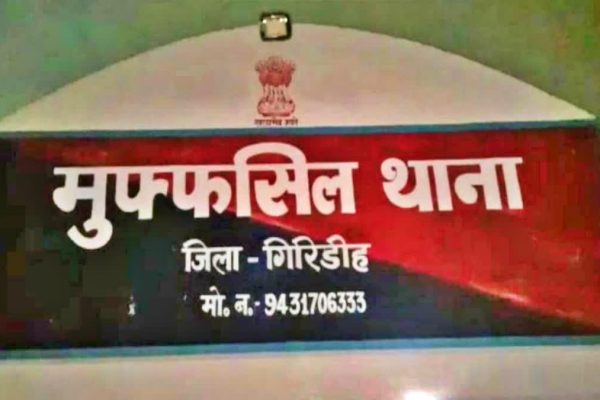 मुफ्फसिल थाना
जिला - गिरिडीह
मो. न.- 9431706333